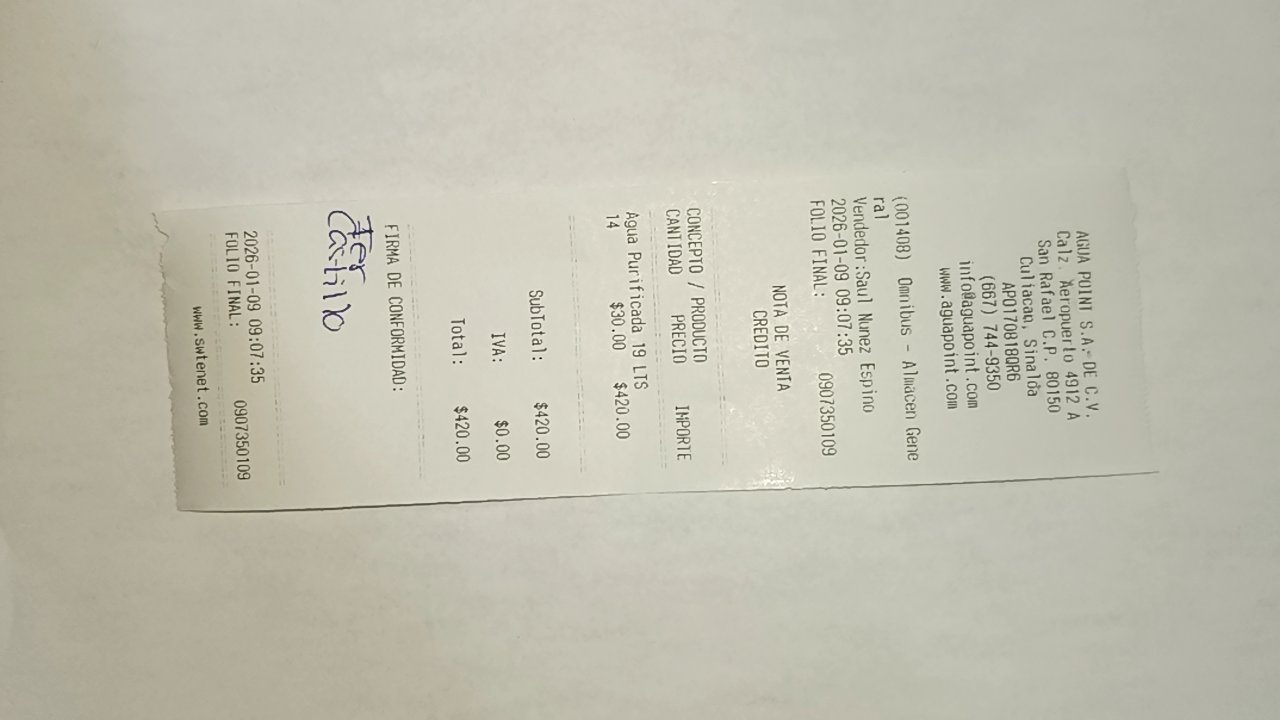 AGUA POINT S.A. DE C.V.
Calz. Aeropuerto 4912 A
San Rafael C.P. 80150
Culiacan, Sinaloa
APO170818QR6
(667) 744-9350
info@aguapoint.com
www.aguapoint.com
(001408) Omnibus - Almacen Gene
ral
Vendedor:Saul Nunez Espino
2026-01-09 09:07:35
FOLIO FINAL: 0907350109
NOTA DE VENTA
CREDITO
CONCEPTO / PRODUCTO
CANTIDAD PRECIO IMPORTE
Agua Purificada 19 LTS
14 $30.00 $420.00
SubTotal: $420.00
IVA: $0.00
Total: $420.00
FIRMA DE CONFORMIDAD:
Castillo
2026-01-09 09:07:35
FOLIO FINAL: 0907350109
www.swtenet.com